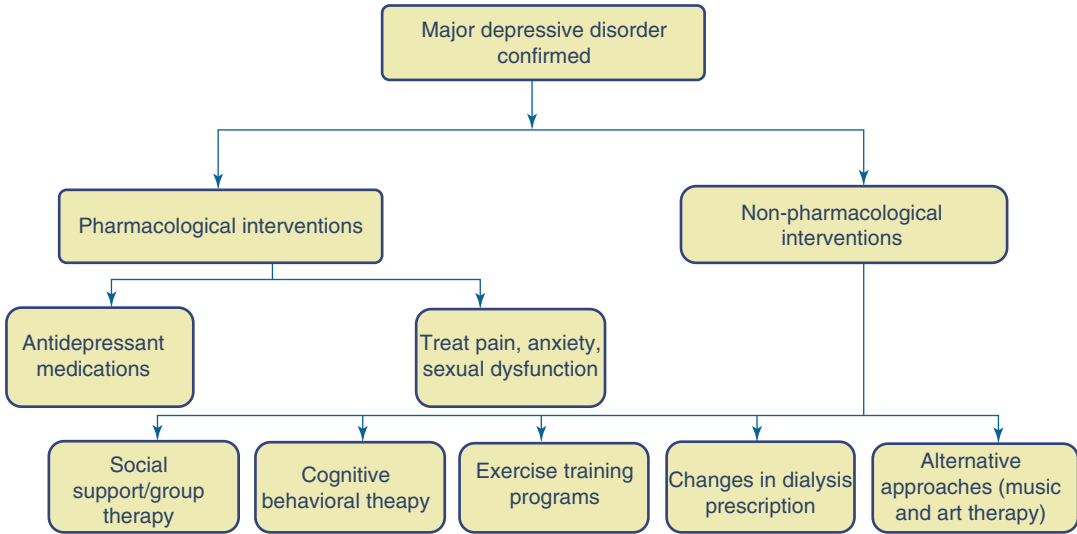 Major depressive disorder
confirmed
Pharmacological interventions
Non-pharmacological
interventions
Antidepressant
medications
Treat pain, anxiety,
sexual dysfunction
Social
support/group
therapy
Cognitive
behavioral theapy
Exercise training
programs
Changes in dialysis
prescription
Alternative
approaches (music
and art therapy)